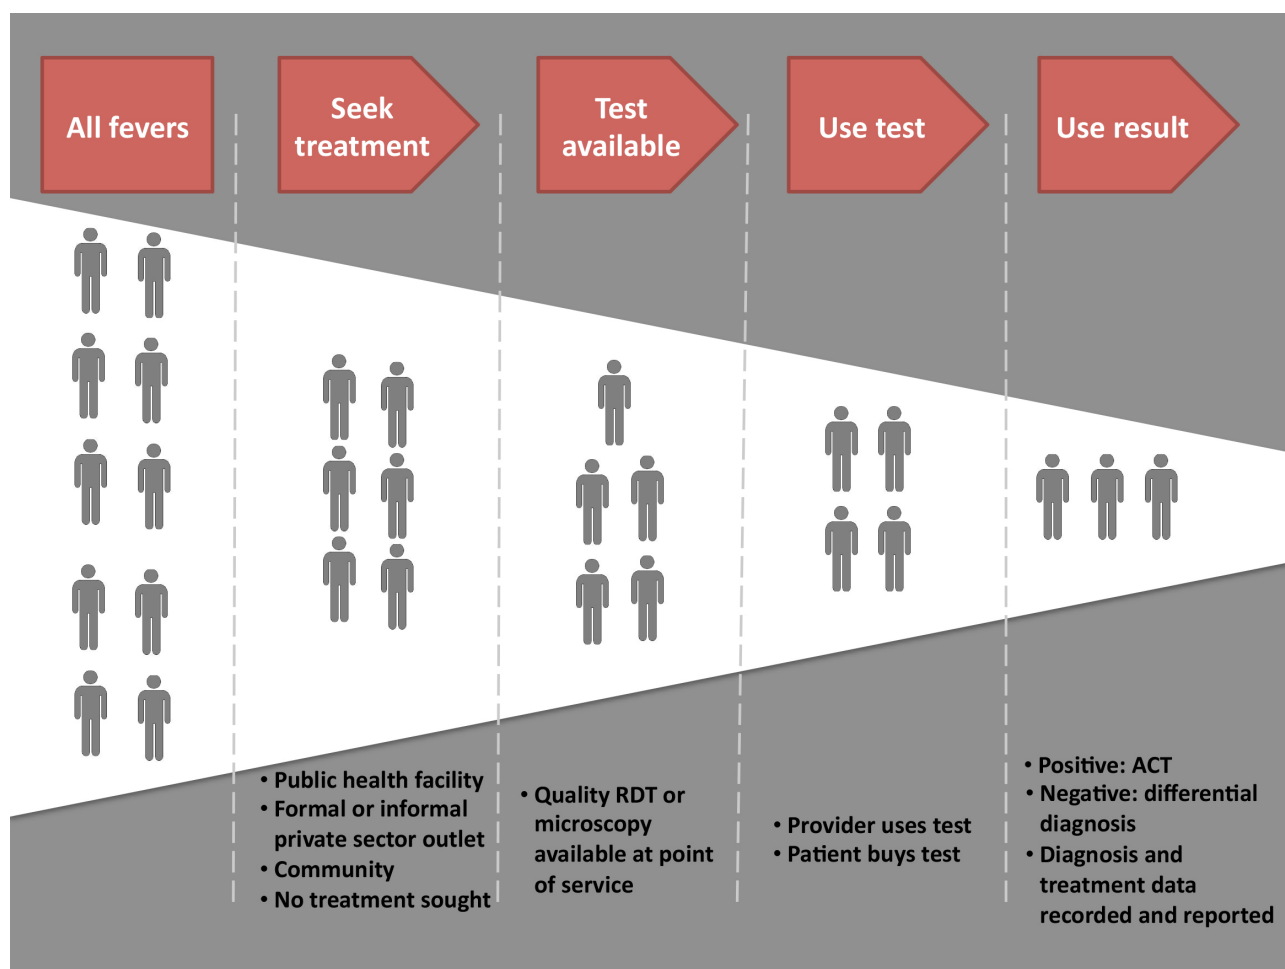 All fevers
Seek
treatment
Test
available
Use test
Use result
• Public health facility
• Formal or informal
private sector outlet
• Community
• No treatment sought
• Quality RDT or
microscopy
available at point
of service
• Provider uses test
• Patient buys test
• Positive: ACT
• Negative: differential
diagnosis
• Diagnosis and
treatment data
recorded and reported